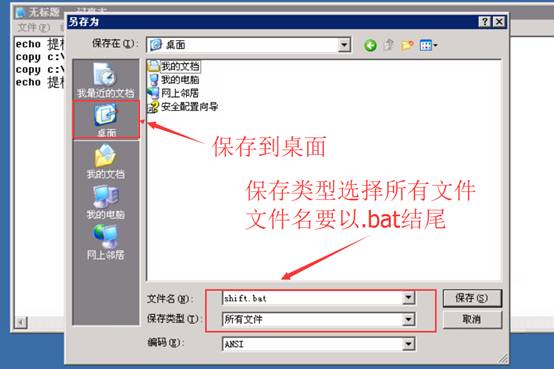 无标题
另存为
文件(F)
保存在(I):
桌面
echo 提
copy c:\
copy c:\
echo 提
我最近的文档
桌面
我的文档
我的电脑
网上邻居
我的文档
我的电脑
网上邻居
安全配置向导
保存到桌面
保存类型选择所有文件
文件名要以.bat结尾
文件名(N):
shift.bat
保存(S)
保存类型(T):
所有文件
取消
编码(E):
ANSI